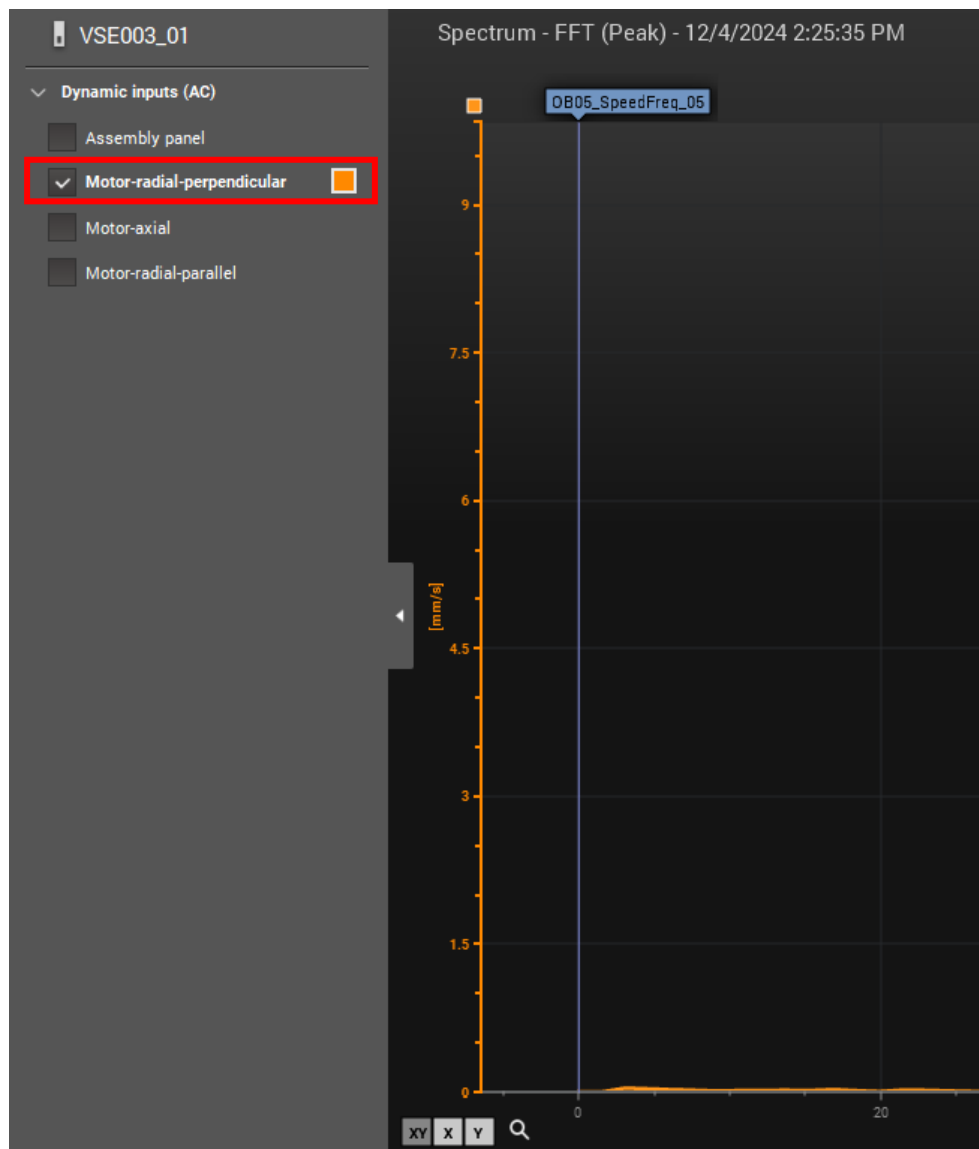 VSE003_01
Dynamic inputs (AC)
Assembly panel
Motor-radial-perpendicular
Motor-axial
Motor-radial-parallel
Spectrum - FFT (Peak) - 12/4/2024 2:25:35 PM
OB05_SpeedFreq_05
9
7.5
6
[mm/s]
4.5
3
1.5
0
0 20
XY X Y